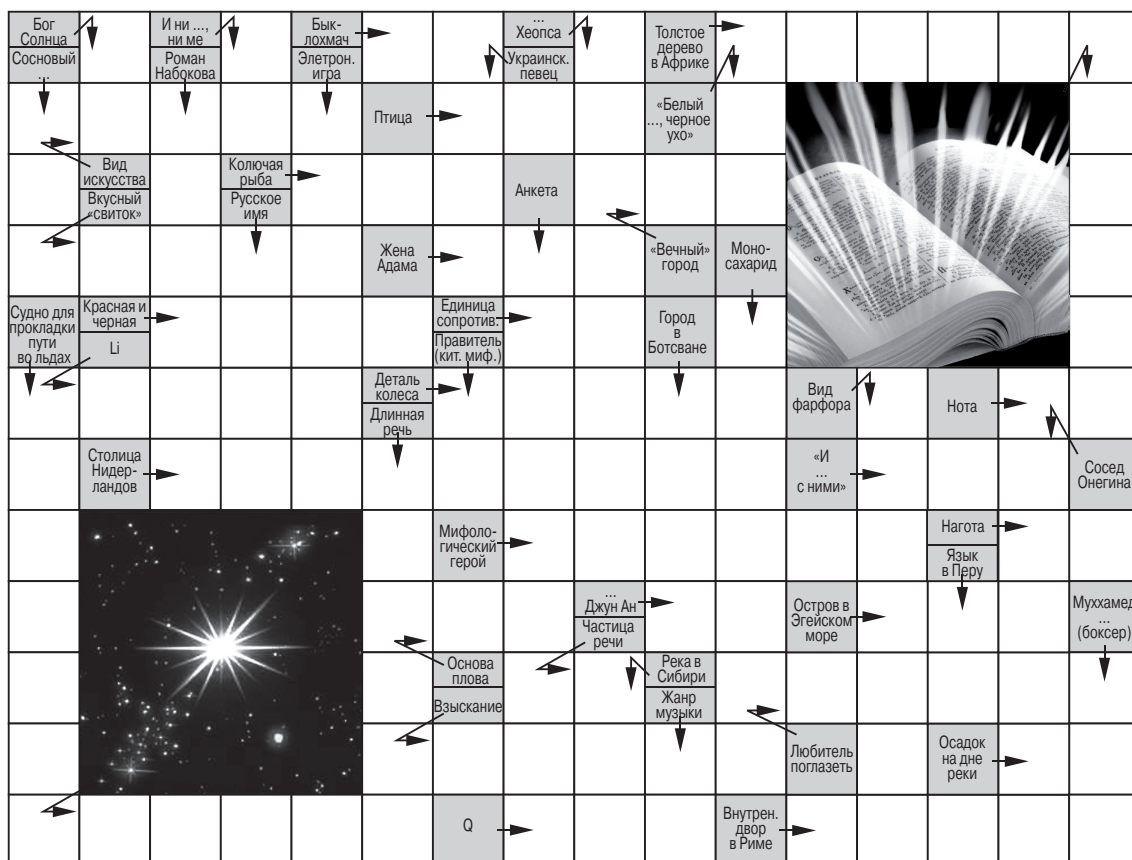 Бог
Солнца
Сосновый
...
И ни ...,
ни ме
Роман
Набокова
Бык-
лохмач
Элетрон.
игра
...
Хеопса
Украинск.
певец
Толстое
дерево
в Африке
Птица
«Белый
..., черное
ухо»
Вид
искусства
Вкусный
«свиток»
Колючая
рыба
Русское
имя
Анкета
Жена
Адама
«Вечный»
город
Моно-
сахарид
Судно для
прокладки
пути
во льдах
Красная и
черная
Li
Единица
сопротив.
Правитель
(кит. миф.)
Город
в
Ботсване
Деталь
колеса
Длинная
речь
Вид
фарфора
Нота
Столица
Нидер-
ландов
«И
...
с ними»
Сосед
Онегина
Мифоло-
гический
герой
Нагота
Язык
в Перу
...
Джун Ан
Частица
речи
Остров в
Эгейском
море
Муххамед
...
(боксер)
Основа
плова
Взыскание
Река в
Сибири
Жанр
музыки
Любитель
поглазеть
Осадок
на дне
реки
Q
Внутрен.
двор
в Риме